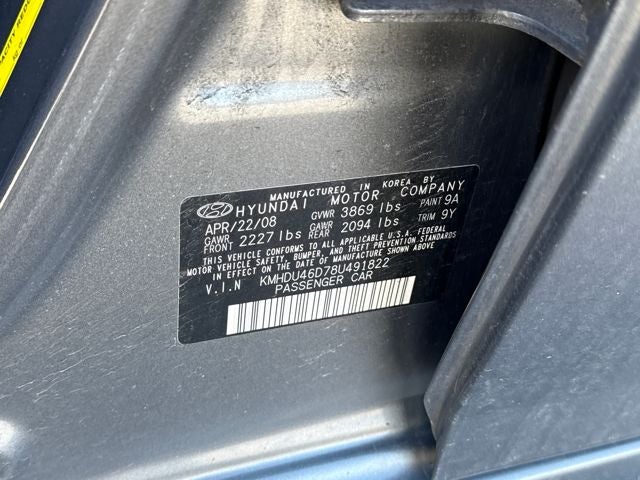 MANUFACTURED IN KOREA BY
HYUNDAI MOTOR COMPANY
APR/22/08 GVWR 3869 lbs PAINT 9A
GAWR FRONT 2227 lbs GAWR REAR 2094 lbs TRIM 9Y
THIS VEHICLE CONFORMS TO ALL APPLICABLE U.S.A. FEDERAL
MOTOR VEHICLE SAFETY, BUMPER, AND THEFT PREVENTION STANDARDS
IN EFFECT ON THE DATE OF MANUFACTURE SHOWN ABOVE.
V.I.N KMHDU46D78U491822
PASSENGER CAR